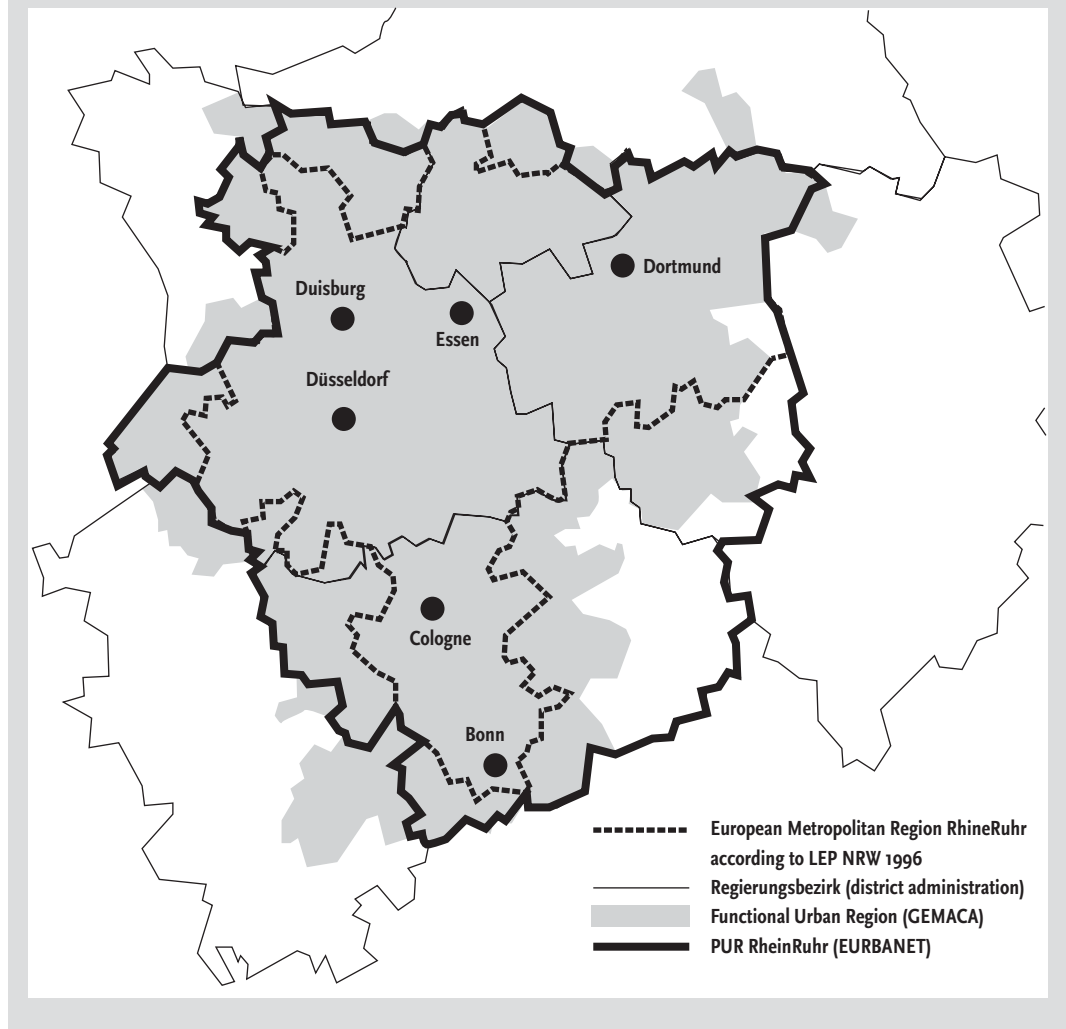 Dortmund
Duisburg
Essen
Düsseldorf
Cologne
Bonn
European Metropolitan Region RhineRuhr
according to LEP NRW 1996
Regierungsbezirk (district administration)
Functional Urban Region (GEMACA)
PUR RheinRuhr (EURBANET)